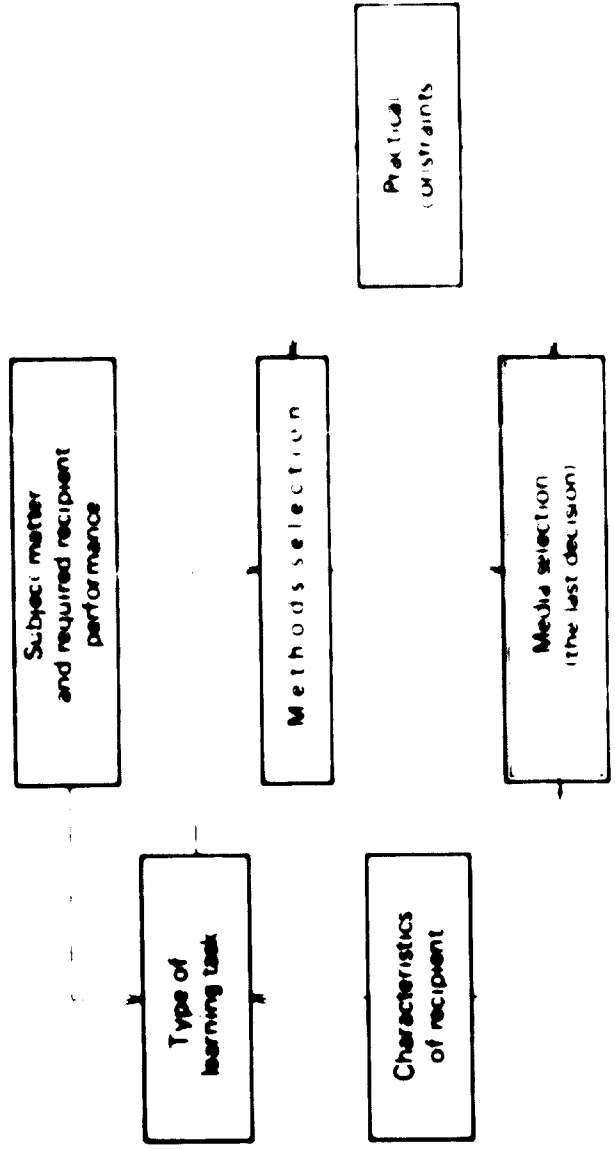 Subject matter
and required recipient
performance
Type of
learning task
Methods selection
Practical
constraints
Characteristics
of recipient
Media selection
(the last decision)